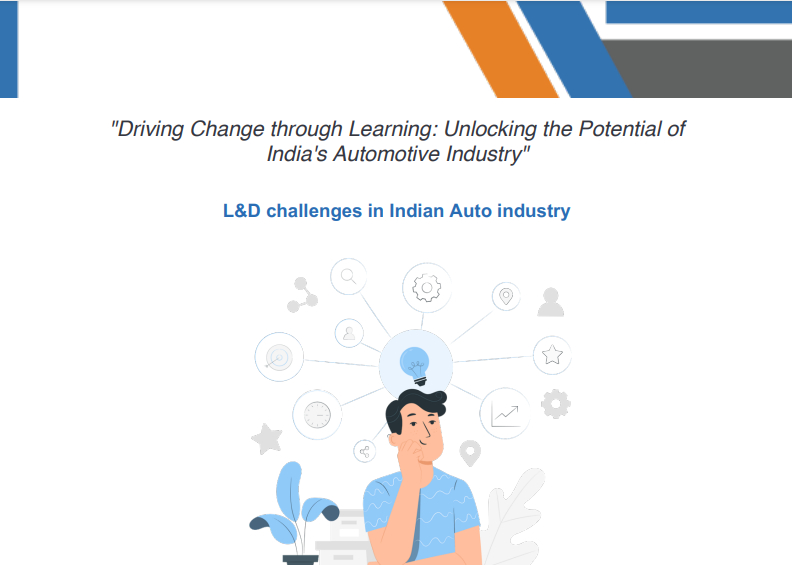 "Driving Change through Learning: Unlocking the Potential of
India's Automotive Industry"
L&D challenges in Indian Auto industry